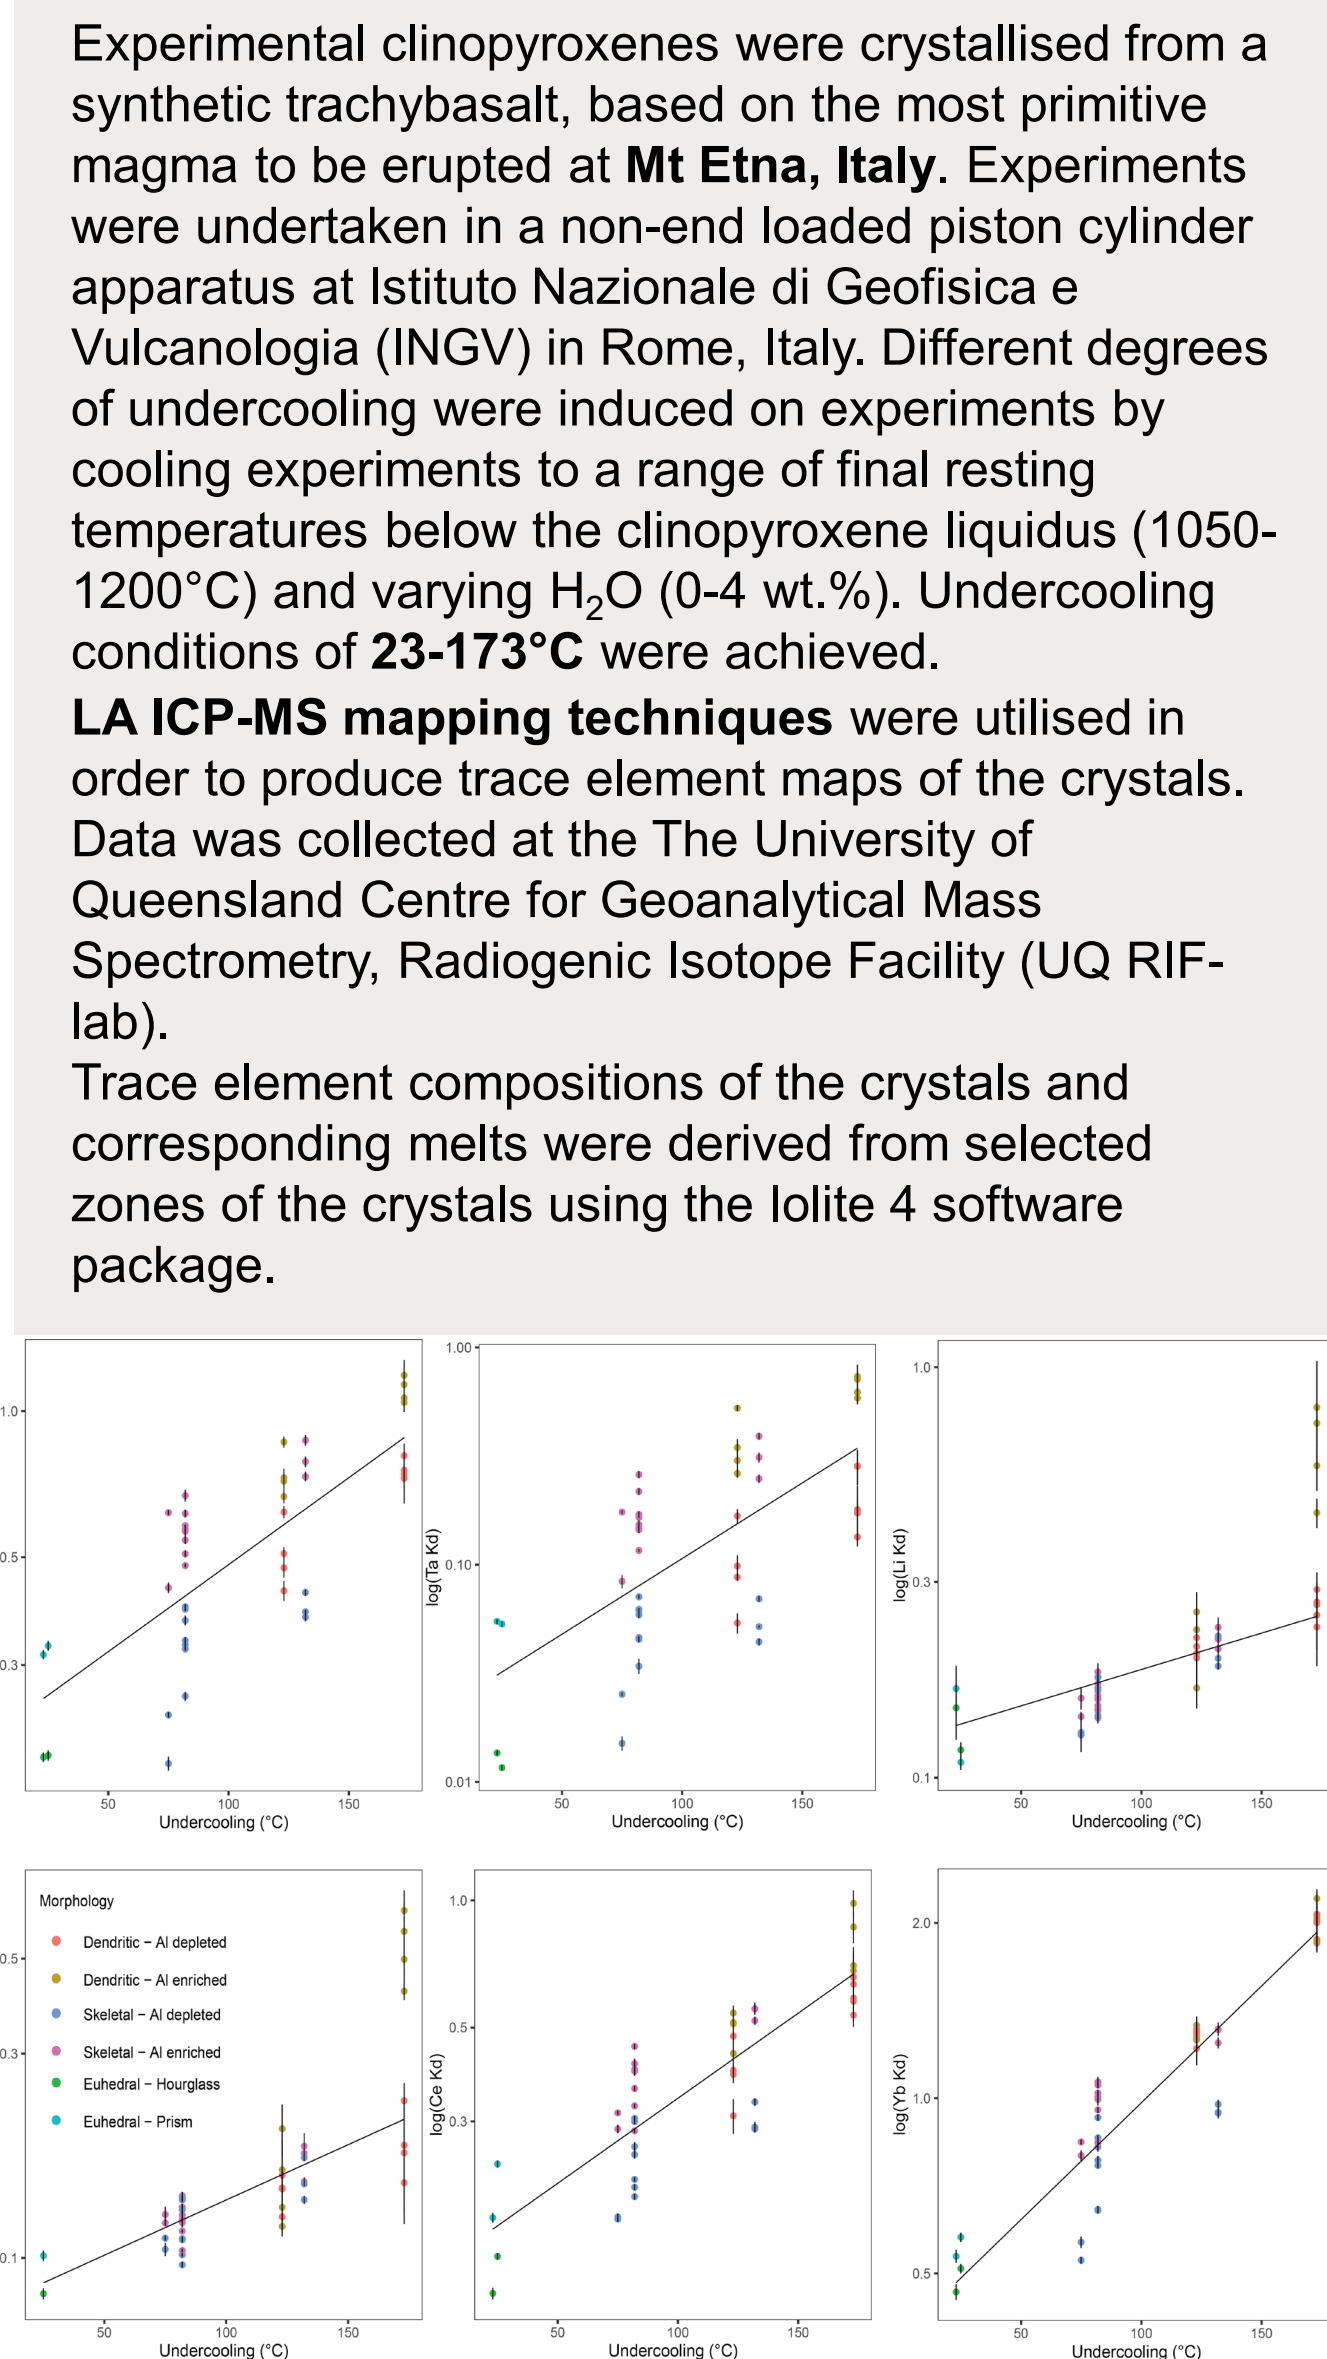 Experimental clinopyroxenes were crystallised from a
synthetic trachybasalt, based on the most primitive
magma to be erupted at Mt Etna, Italy. Experiments
were undertaken in a non-end loaded piston cylinder
apparatus at Istituto Nazionale di Geofisica e
Vulcanologia (INGV) in Rome, Italy. Different degrees
of undercooling were induced on experiments by
cooling experiments to a range of final resting
temperatures below the clinopyroxene liquidus (1050-
1200°C) and varying H₂O (0-4 wt.%). Undercooling
conditions of 23-173°C were achieved.
LA ICP-MS mapping techniques were utilised in
order to produce trace element maps of the crystals.
Data was collected at the The University of
Queensland Centre for Geoanalytical Mass
Spectrometry, Radiogenic Isotope Facility (UQ RIF-
lab).
Trace element compositions of the crystals and
corresponding melts were derived from selected
zones of the crystals using the Iolite 4 software
package.
1.0
0.5
0.3
50 100 150
Undercooling (°C)
log(Ta Kd)
1.00
0.10
0.01
50 100 150
Undercooling (°C)
log(Li Kd)
1.0
0.3
0.1
50 100 150
Undercooling (°C)
Morphology
Dendritic – Al depleted
Dendritic – Al enriched
Skeletal – Al depleted
Skeletal – Al enriched
Euhedral – Hourglass
Euhedral – Prism
0.5
0.3
0.1
50 100 150
Undercooling (°C)
log(Ce Kd)
1.0
0.5
0.3
50 100 150
Undercooling (°C)
log(Yb Kd)
2.0
1.0
0.5
50 100 150
Undercooling (°C)